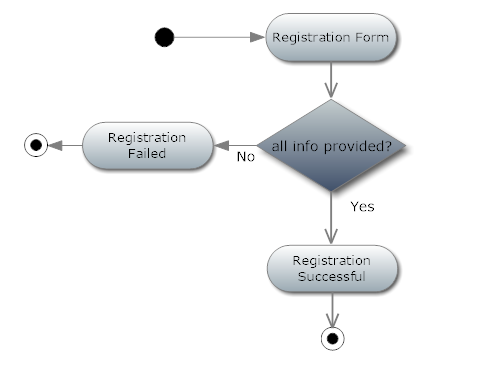 Registration Form
Registration
Failed
all info provided?
No
Yes
Registration
Successful